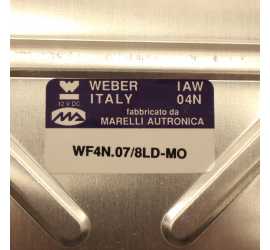 WEBER IAW
ITALY 04N
12 V DC
fabbricato da
MARELLI AUTRONICA
WF4N.07/8LD-MO